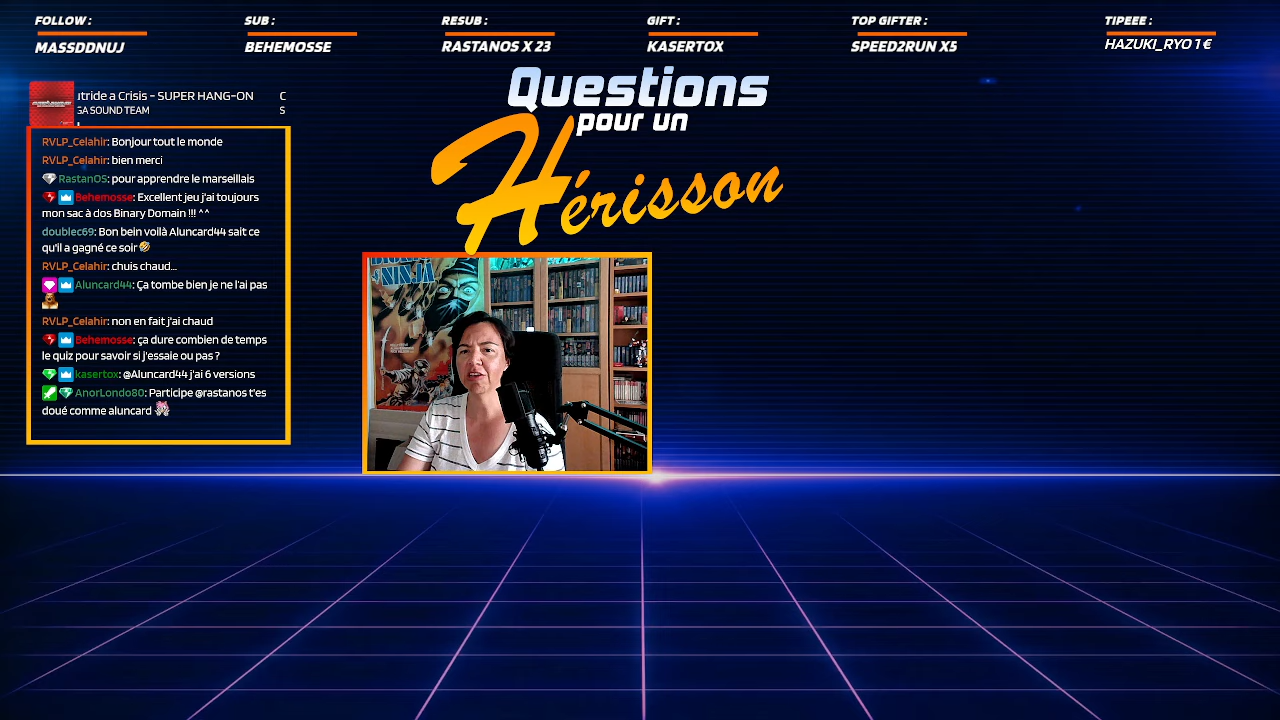 FOLLOW :
MASSDDNUJ
SUB :
BEHEMOSSE
RESUB :
RASTANOS X 23
GIFT :
KASERTOX
TOP GIFTER :
SPEED2RUN X5
TIPEEE :
HAZUKI_RYO 1 €
utride a Crisis - SUPER HANG-ON C
GA SOUND TEAM S
RVLP_Celahir: Bonjour tout le monde
RVLP_Celahir: bien merci
RastanOS: pour apprendre le marseillais
Behemosse: Excellent jeu j'ai toujours
mon sac à dos Binary Domain !!! ^^
doublec69: Bon bein voilà Aluncard44 sait ce
qu'il a gagné ce soir 🤣
RVLP_Celahir: chuis chaud...
Aluncard44: Ça tombe bien je ne l'ai pas
RVLP_Celahir: non en fait j'ai chaud
Behemosse: ça dure combien de temps
le quiz pour savoir si j'essaie ou pas ?
kasertox: @Aluncard44 j'ai 6 versions
AnorLondo80: Participe @rastanos t'es
doué comme aluncard
Questions
pour un
Hérisson
NINJA